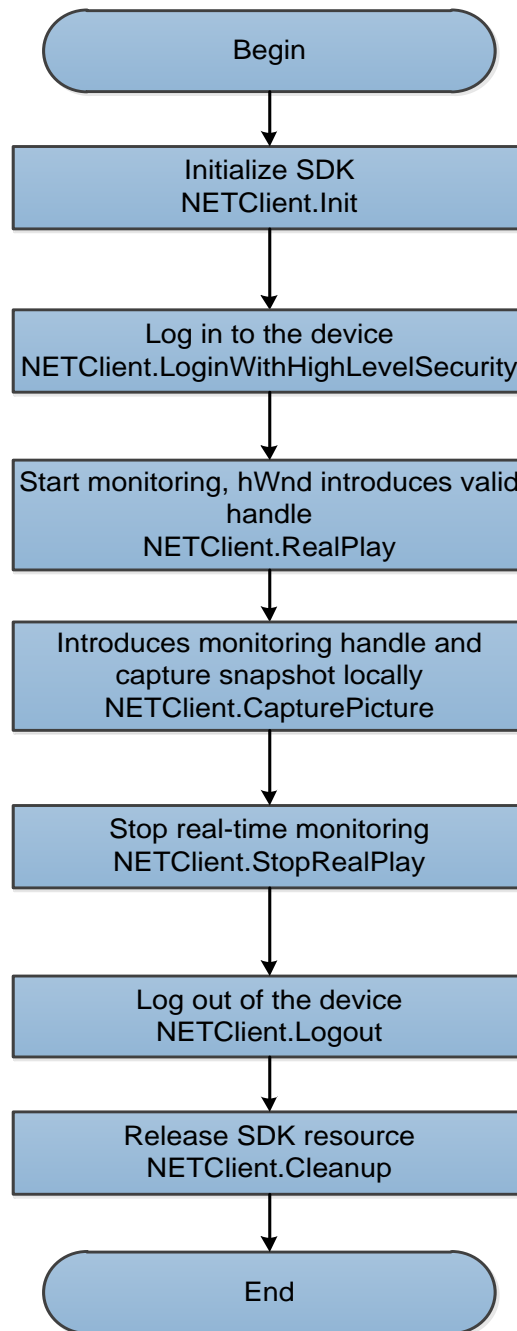 Begin
Initialize SDK
NETClient.Init
Log in to the device
NETClient.LoginWithHighLevelSecurity
Start monitoring, hWnd introduces valid
handle
NETClient.RealPlay
Introduces monitoring handle and
capture snapshot locally
NETClient.CapturePicture
Stop real-time monitoring
NETClient.StopRealPlay
Log out of the device
NETClient.Logout
Release SDK resource
NETClient.Cleanup
End